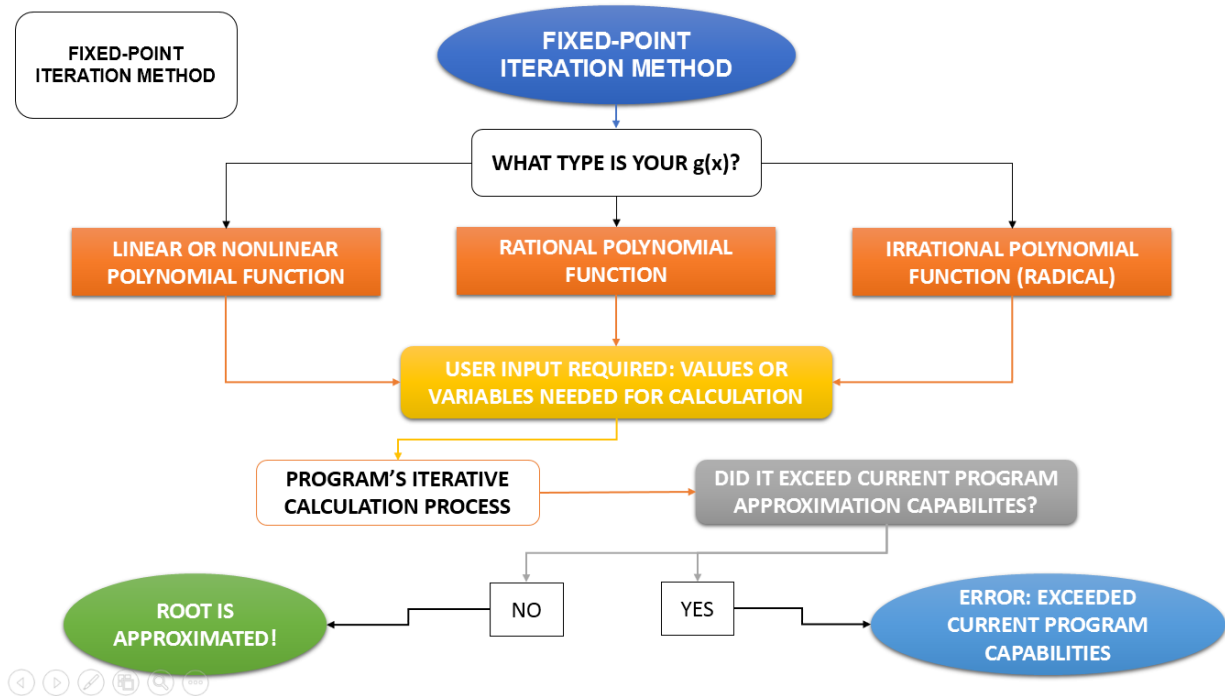 FIXED-POINT
ITERATION METHOD
FIXED-POINT
ITERATION METHOD
WHAT TYPE IS YOUR g(x)?
LINEAR OR NONLINEAR
POLYNOMIAL FUNCTION
RATIONAL POLYNOMIAL
FUNCTION
IRRATIONAL POLYNOMIAL
FUNCTION (RADICAL)
USER INPUT REQUIRED: VALUES OR
VARIABLES NEEDED FOR CALCULATION
PROGRAM'S ITERATIVE
CALCULATION PROCESS
DID IT EXCEED CURRENT PROGRAM
APPROXIMATION CAPABILITES?
NO
YES
ROOT IS
APPROXIMATED!
ERROR: EXCEEDED
CURRENT PROGRAM
CAPABILITIES